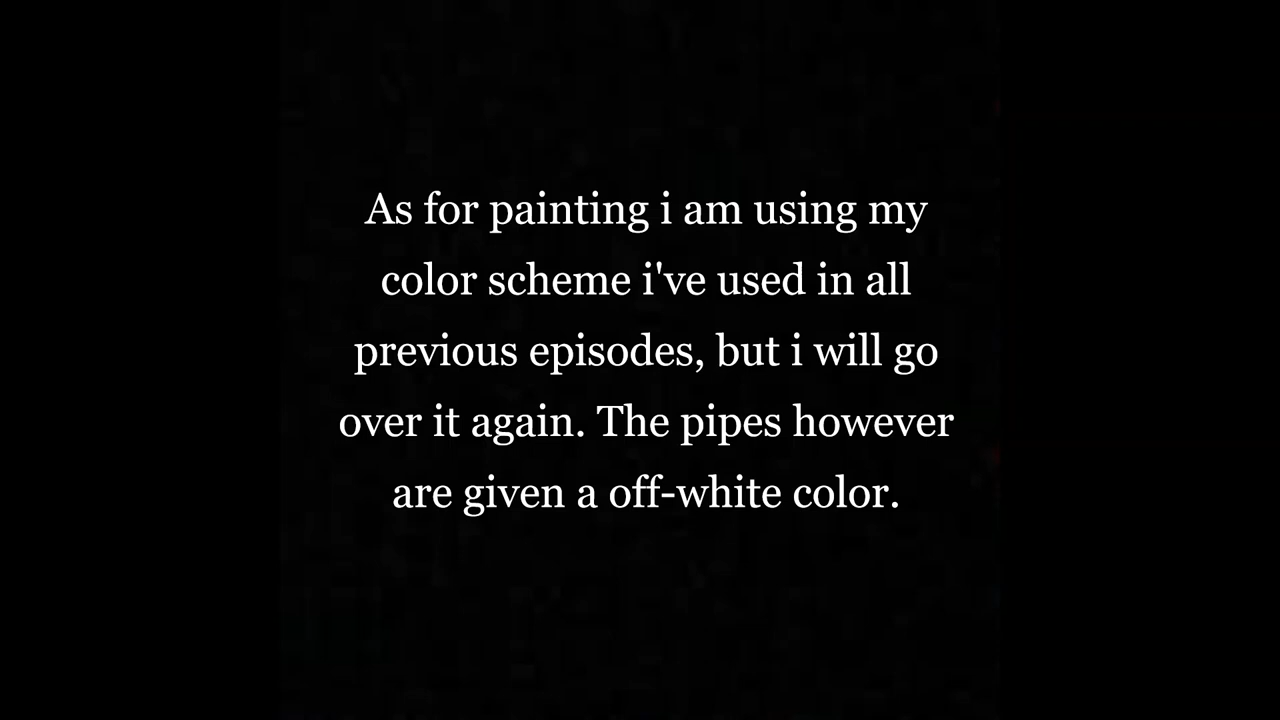 As for painting i am using my
color scheme i've used in all
previous episodes, but i will go
over it again. The pipes however
are given a off-white color.